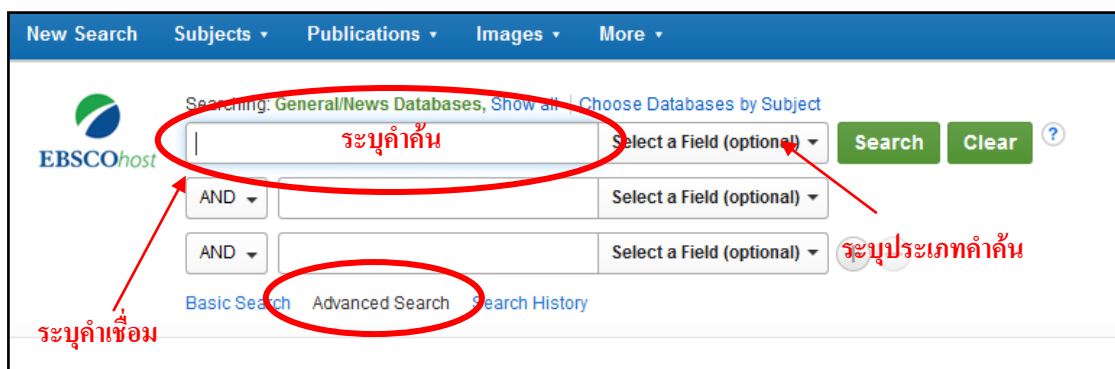 New Search Subjects Publications Images More
Searching: General/News Databases, Show all | Choose Databases by Subject
EBSCOhost
ระบุคำค้น Select a Field (optional) Search Clear ?
AND Select a Field (optional)
AND Select a Field (optional) ระบุประเภทคำค้น
Basic Search Advanced Search Search History
ระบุคำเชื่อม